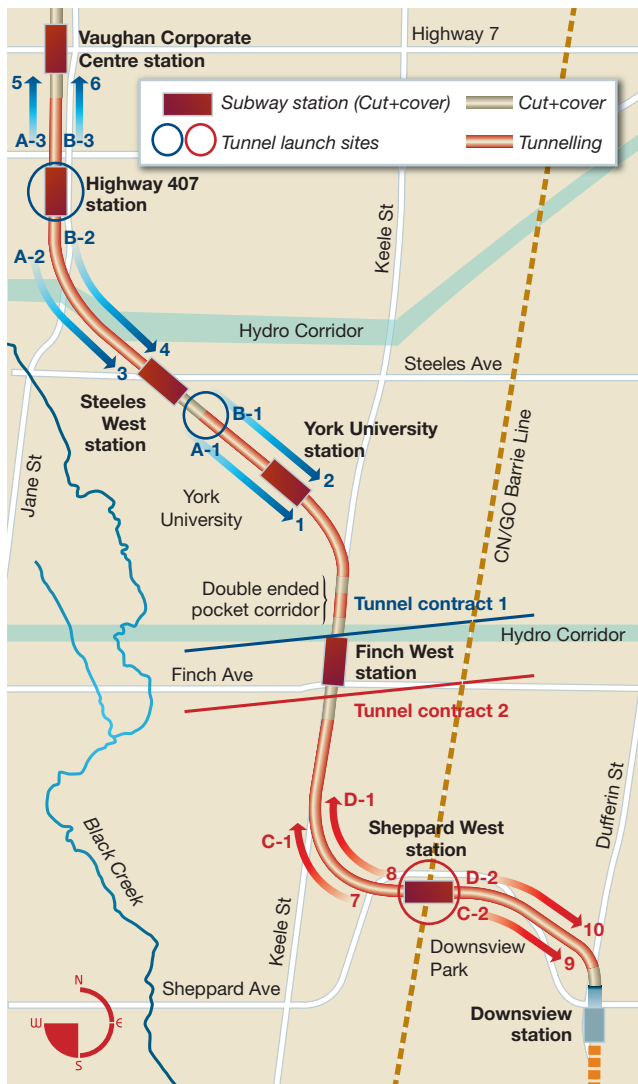 Highway 7
Vaughan Corporate
Centre station
5
6
Subway station (Cut+cover)
Cut+cover
Tunnel launch sites
Tunnelling
A-3
B-3
Highway 407
station
Keele St
B-2
A-2
Hydro Corridor
4
3
Steeles Ave
Steeles
West
station
B-1
A-1
York University
station
2
1
York
University
Jane St
CN/GO Barrie Line
Double ended
pocket corridor
Tunnel contract 1
Hydro Corridor
Finch West
station
Finch Ave
Tunnel contract 2
Dufferin St
D-1
C-1
Sheppard West
station
8
7
D-2
C-2
10
9
Black Creek
Keele St
Downsview
Park
Sheppard Ave
Downsview
station
N
W
E
S